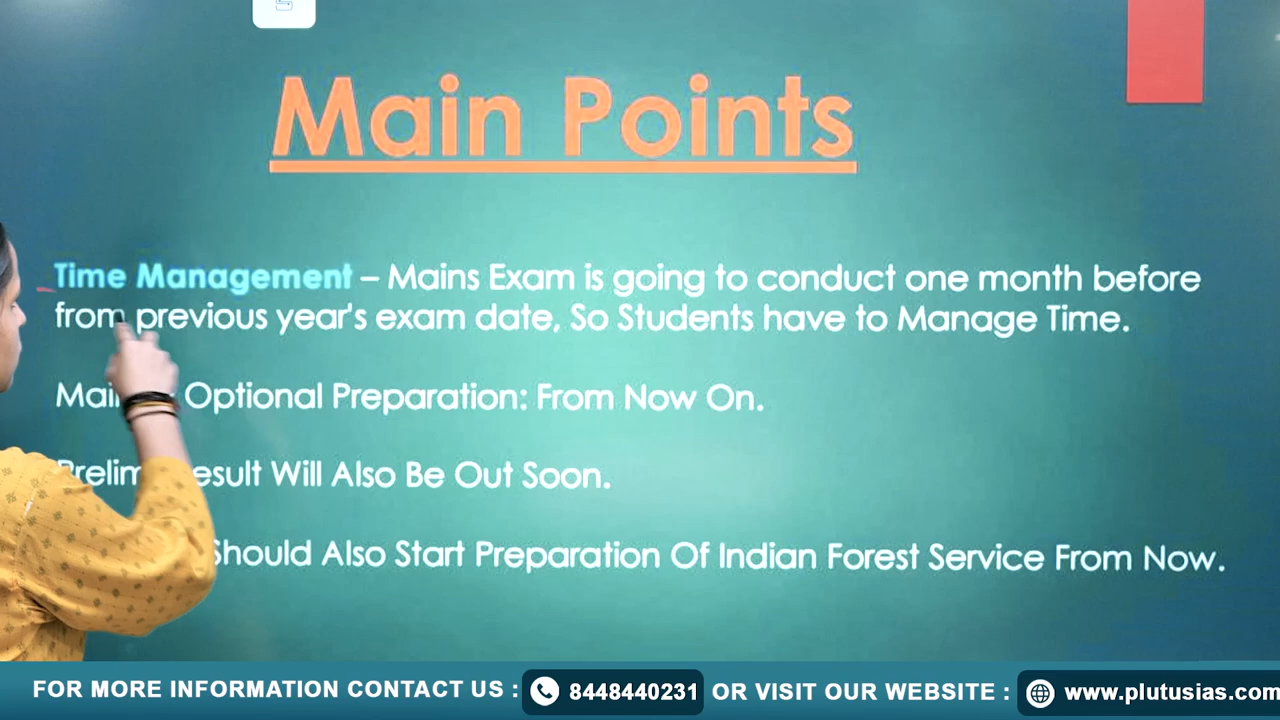 Main Points
Time Management – Mains Exam is going to conduct one month before
from previous year's exam date, So Students have to Manage Time.
Optional Preparation: From Now On.
Will Also Be Out Soon.
Should Also Start Preparation Of Indian Forest Service From Now.
FOR MORE INFORMATION CONTACT US : 8448440231 OR VISIT OUR WEBSITE : www.plutusias.com